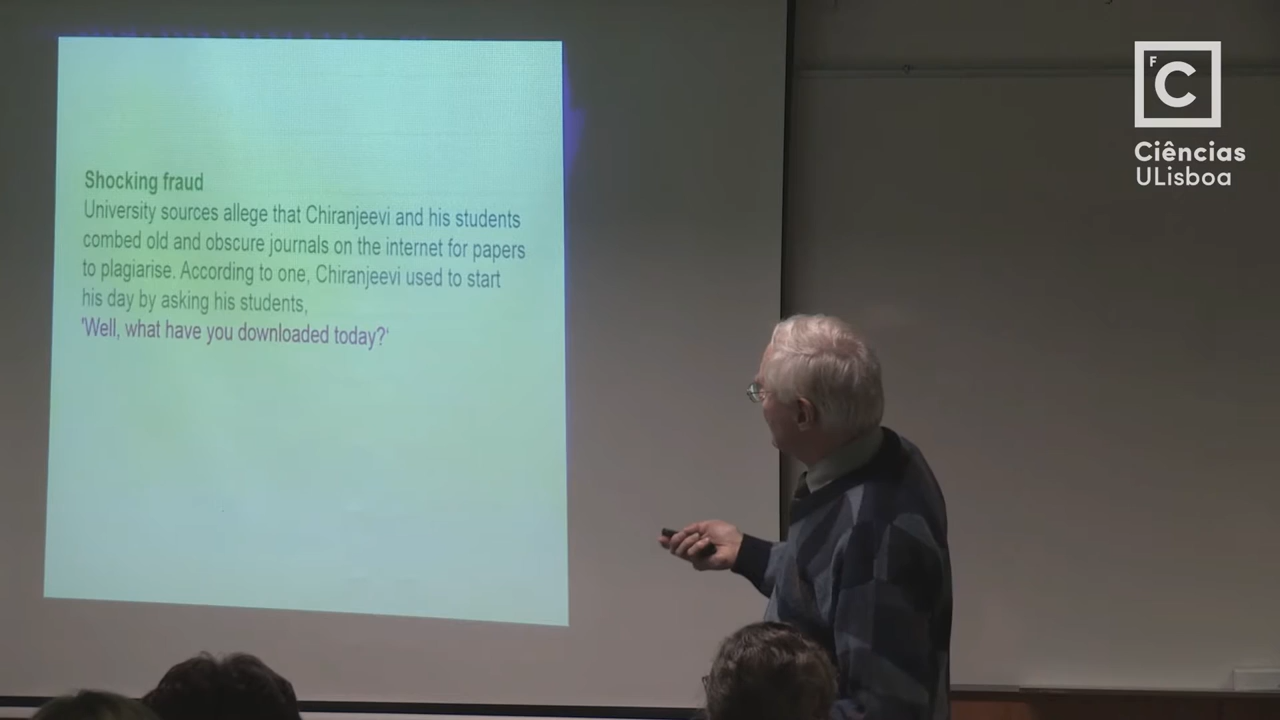 Shocking fraud
University sources allege that Chiranjeevi and his students
combed old and obscure journals on the internet for papers
to plagiarise. According to one, Chiranjeevi used to start
his day by asking his students,
'Well, what have you downloaded today?'
F
C
Ciências
ULisboa